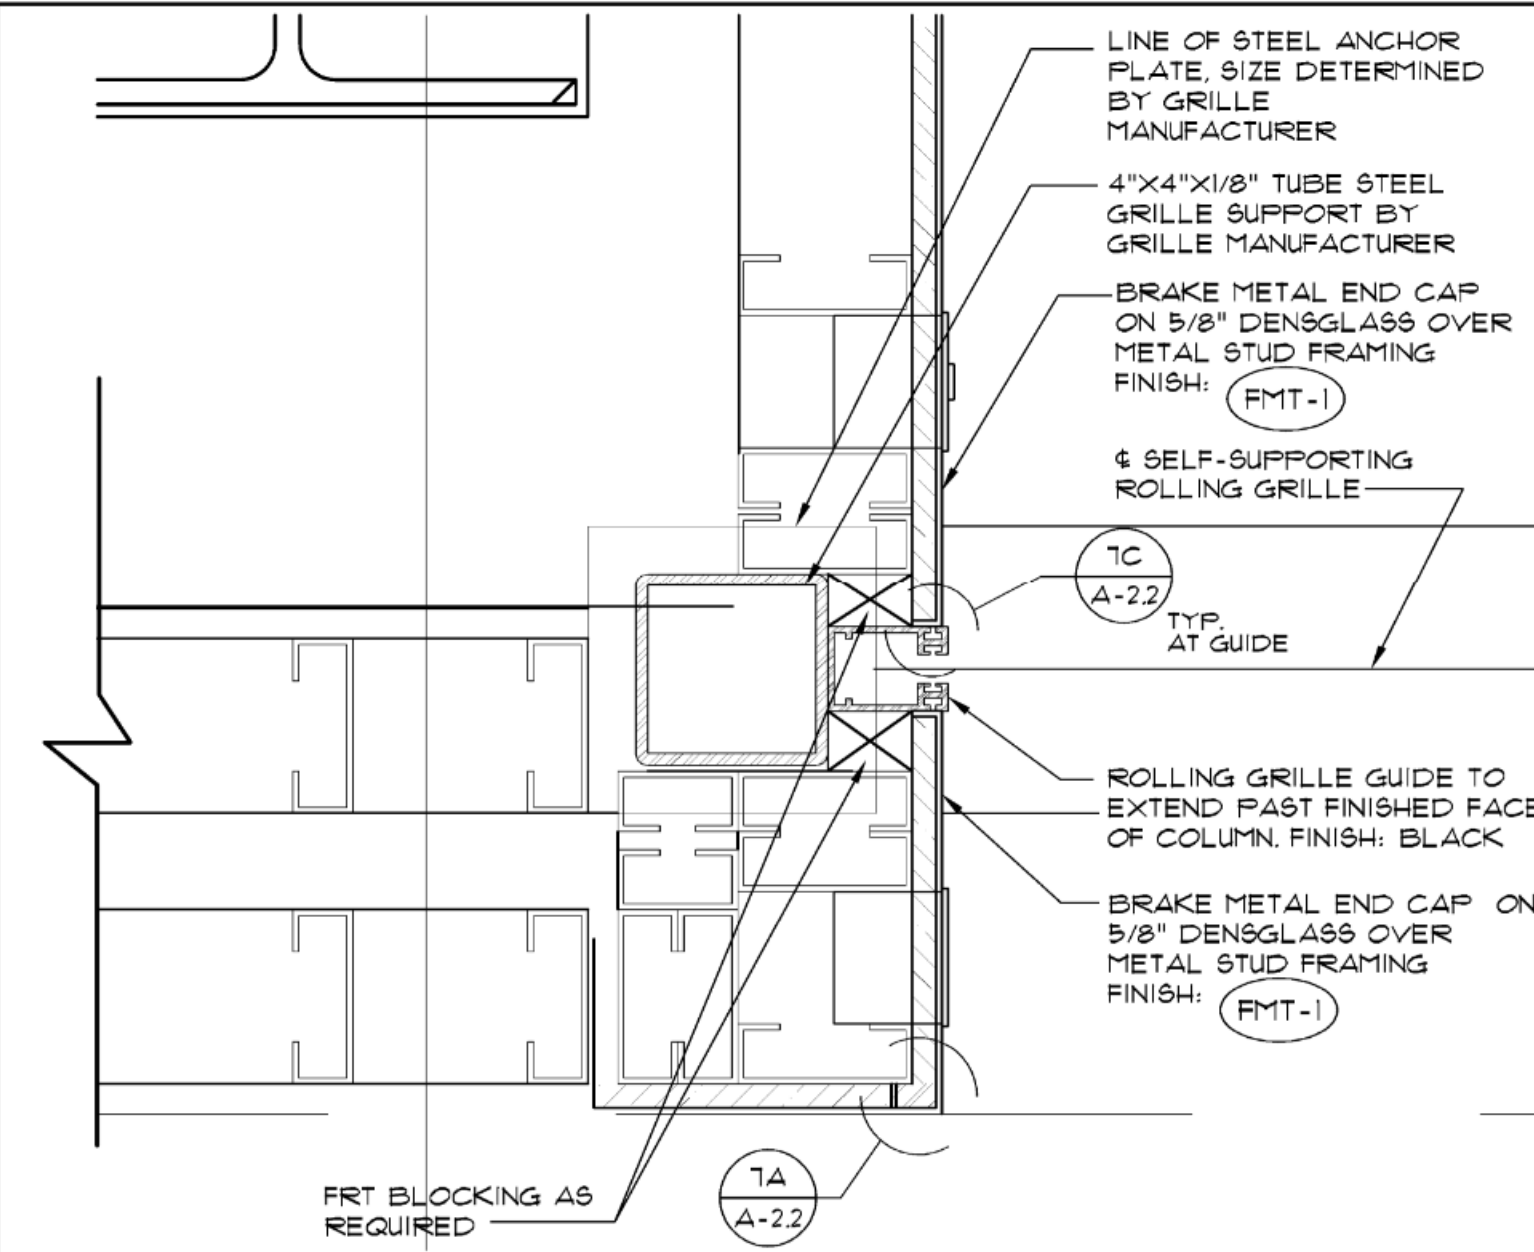 LINE OF STEEL ANCHOR
PLATE, SIZE DETERMINED
BY GRILLE
MANUFACTURER
4"X4"X1/8" TUBE STEEL
GRILLE SUPPORT BY
GRILLE MANUFACTURER
BRAKE METAL END CAP
ON 5/8" DENSGLASS OVER
METAL STUD FRAMING
FINISH: FMT-1
℄ SELF-SUPPORTING
ROLLING GRILLE
7C
A-2.2
TYP.
AT GUIDE
ROLLING GRILLE GUIDE TO
EXTEND PAST FINISHED FACE
OF COLUMN. FINISH: BLACK
BRAKE METAL END CAP ON
5/8" DENSGLASS OVER
METAL STUD FRAMING
FINISH: FMT-1
FRT BLOCKING AS
REQUIRED
7A
A-2.2